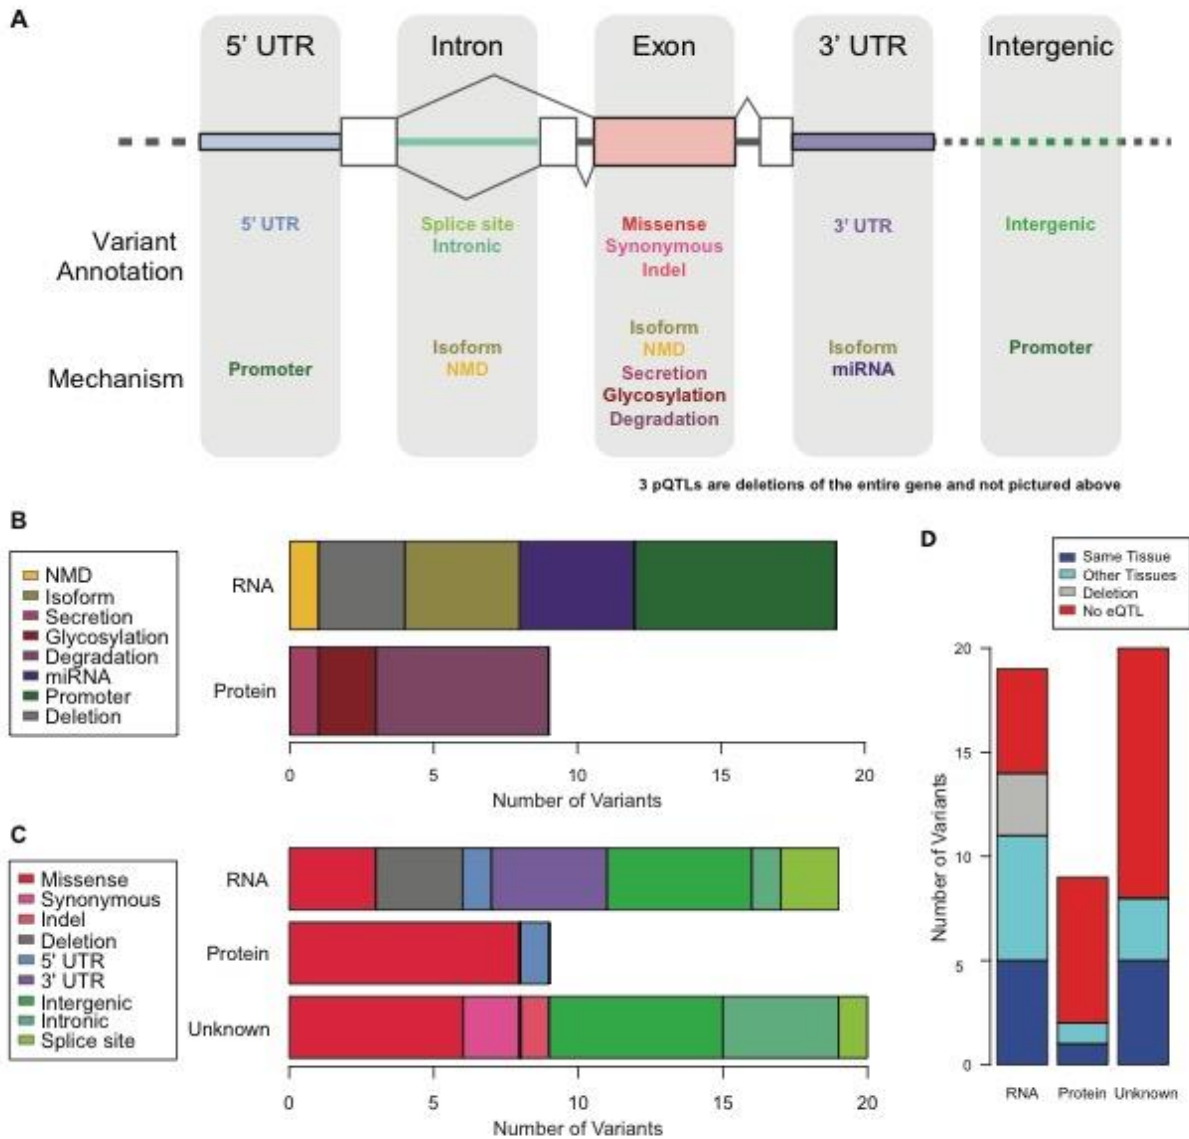 A
5' UTR
Intron
Exon
3' UTR
Intergenic
Variant
Annotation
5' UTR
Splice site
Intronic
Missense
Synonymous
Indel
3' UTR
Intergenic
Mechanism
Promoter
Isoform
NMD
Isoform
NMD
Secretion
Glycosylation
Degradation
Isoform
miRNA
Promoter
3 pQTLs are deletions of the entire gene and not pictured above
B
NMD
Isoform
Secretion
Glycosylation
Degradation
miRNA
Promoter
Deletion
RNA
Protein
0 5 10 15 20
Number of Variants
C
Missense
Synonymous
Indel
Deletion
5' UTR
3' UTR
Intergenic
Intronic
Splice site
RNA
Protein
Unknown
0 5 10 15 20
Number of Variants
D
Same Tissue
Other Tissues
Deletion
No eQTL
Number of Variants
20
15
10
5
0
RNA Protein Unknown